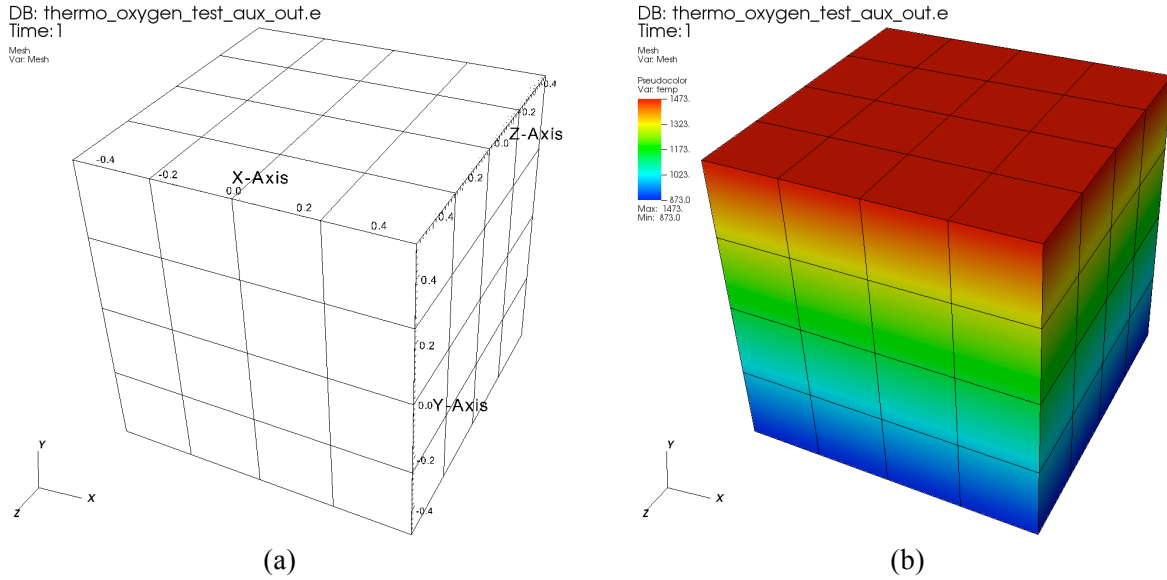 DB: thermo_oxygen_test_aux_out.e
Time:1
Mesh
Var: Mesh
-0.4
-0.2
X-Axis
0.0
0.2
0.4
-0.4
-0.2
Z-Axis
0.0
0.2
0.4
0.4
0.2
0.0
Y-Axis
-0.2
-0.4
Y
X
Z
(a)
DB: thermo_oxygen_test_aux_out.e
Time:1
Mesh
Var: Mesh
Pseudocolor
Var: temp
1473.
1323.
1173.
1023.
873.0
Max: 1473.
Min: 873.0
Y
X
Z
(b)